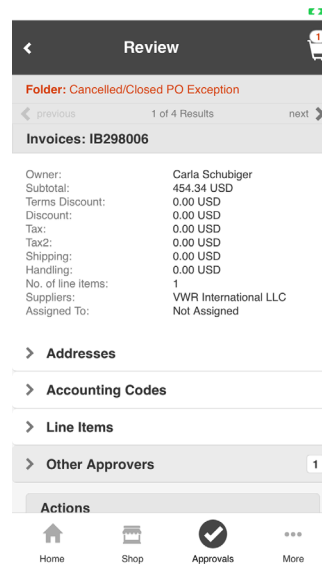 Review
1
Folder: Cancelled/Closed PO Exception
previous 1 of 4 Results next
Invoices: IB298006
Owner: Carla Schubiger
Subtotal: 454.34 USD
Terms Discount: 0.00 USD
Discount: 0.00 USD
Tax: 0.00 USD
Tax2: 0.00 USD
Shipping: 0.00 USD
Handling: 0.00 USD
No. of line items: 1
Suppliers: VWR International LLC
Assigned To: Not Assigned
Addresses
Accounting Codes
Line Items
Other Approvers 1
Actions
Home Shop Approvals More